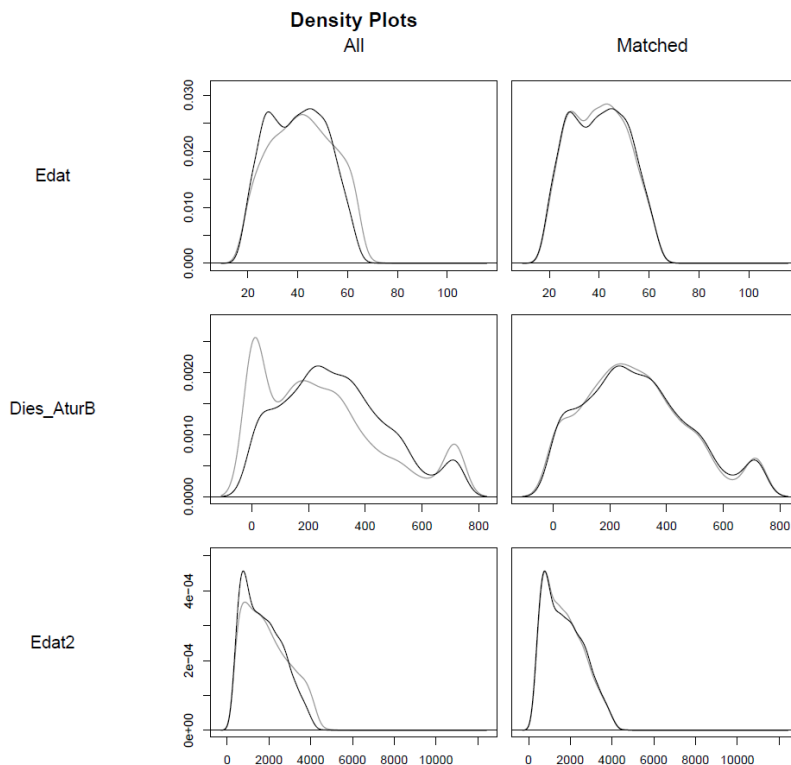 Density Plots
All Matched
Edat
0.000 0.010 0.020 0.030
20 40 60 80 100
20 40 60 80 100
Dies_AturB
0.0000 0.0010 0.0020
0 200 400 600 800
0 200 400 600 800
Edat2
0e+00 2e-04 4e-04
0 2000 4000 6000 10000
0 2000 4000 6000 10000